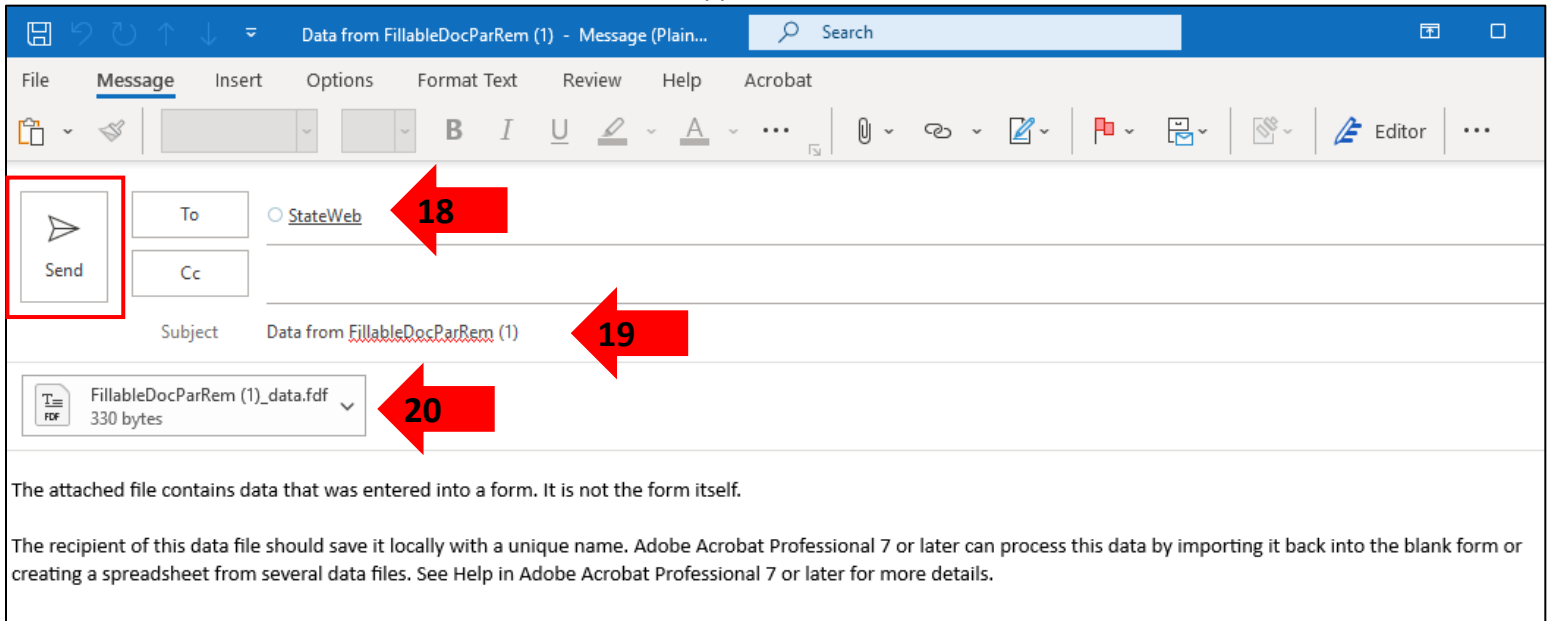 Data from FillableDocParRem (1) - Message (Plain... Search
File Message Insert Options Format Text Review Help Acrobat
B I U A ... Editor ...
Send
To StateWeb 18
Cc
Subject Data from FillableDocParRem (1) 19
FillableDocParRem (1)_data.fdf
FDF 330 bytes 20
The attached file contains data that was entered into a form. It is not the form itself.
The recipient of this data file should save it locally with a unique name. Adobe Acrobat Professional 7 or later can process this data by importing it back into the blank form or
creating a spreadsheet from several data files. See Help in Adobe Acrobat Professional 7 or later for more details.